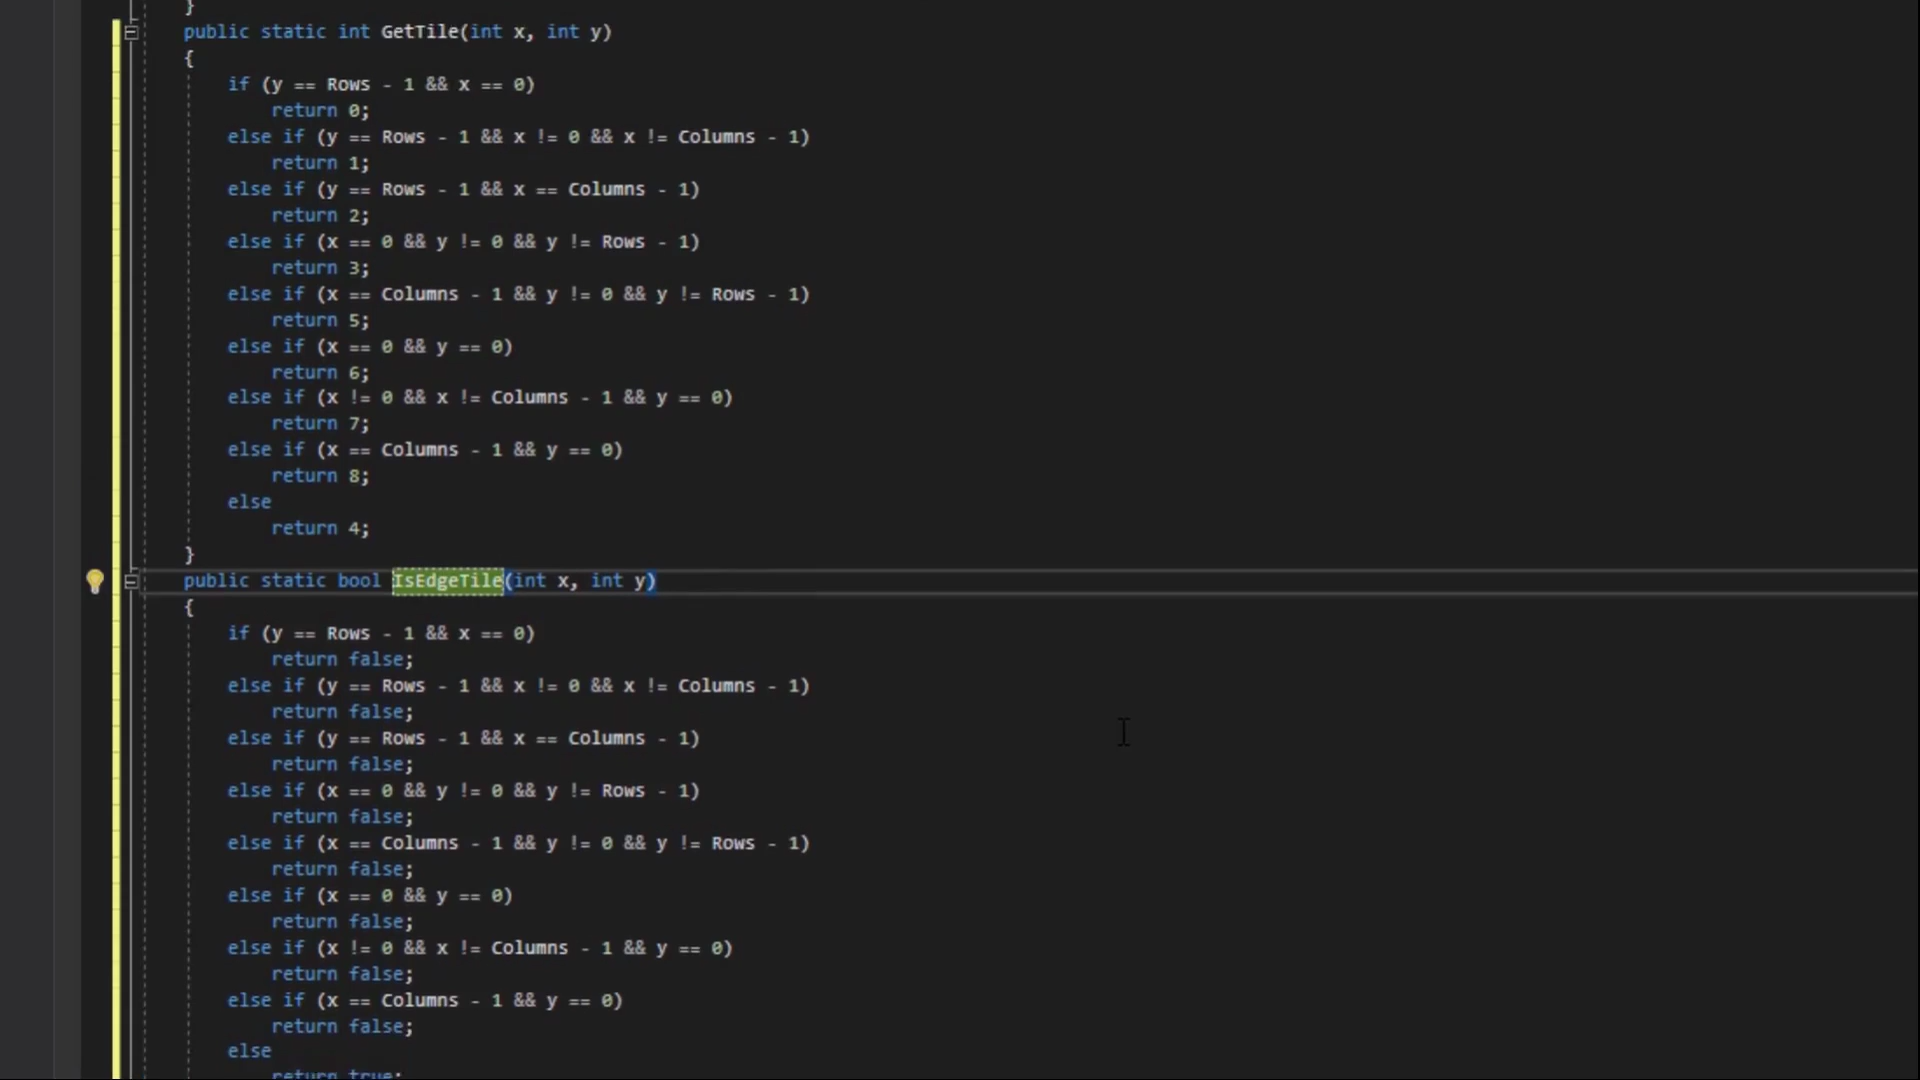 }
public static int GetTile(int x, int y)
{
if (y == Rows - 1 && x == 0)
return 0;
else if (y == Rows - 1 && x != 0 && x != Columns - 1)
return 1;
else if (y == Rows - 1 && x == Columns - 1)
return 2;
else if (x == 0 && y != 0 && y != Rows - 1)
return 3;
else if (x == Columns - 1 && y != 0 && y != Rows - 1)
return 5;
else if (x == 0 && y == 0)
return 6;
else if (x != 0 && x != Columns - 1 && y == 0)
return 7;
else if (x == Columns - 1 && y == 0)
return 8;
else
return 4;
}
public static bool IsEdgeTile(int x, int y)
{
if (y == Rows - 1 && x == 0)
return false;
else if (y == Rows - 1 && x != 0 && x != Columns - 1)
return false;
else if (y == Rows - 1 && x == Columns - 1)
return false;
else if (x == 0 && y != 0 && y != Rows - 1)
return false;
else if (x == Columns - 1 && y != 0 && y != Rows - 1)
return false;
else if (x == 0 && y == 0)
return false;
else if (x != 0 && x != Columns - 1 && y == 0)
return false;
else if (x == Columns - 1 && y == 0)
return false;
else
return true;